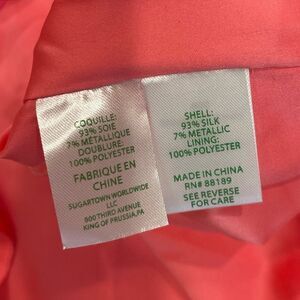 COQUILLE:
93% SOIE
7% METALLIQUE
DOUBLURE:
100% POLYESTER
FABRIQUE EN
CHINE
SUGARTOWN WORLDWIDE
LLC
800 THIRD AVENUE
KING OF PRUSSIA,PA
SHELL:
93% SILK
7% METALLIC
LINING:
100% POLYESTER
MADE IN CHINA
RN# 88189
SEE REVERSE
FOR CARE